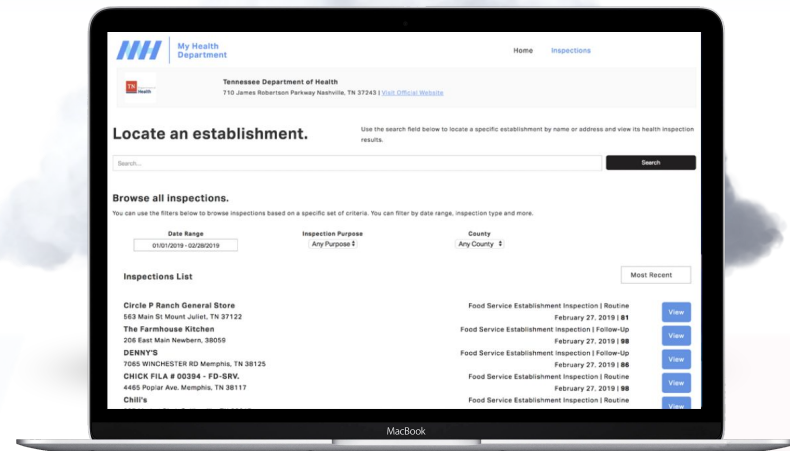 My Health
Department
Home
Inspections
TN
Health
Tennessee Department of Health
710 James Robertson Parkway Nashville, TN 37243 | Visit Official Website
Locate an establishment.
Use the search field below to locate a specific establishment by name or address and view its health inspection
results.
Search...
Search
Browse all inspections.
You can use the filters below to browse inspections based on a specific set of criteria. You can filter by date range, inspection type and more.
Date Range
Inspection Purpose
County
01/01/2019 - 02/28/2019
Any Purpose
Any County
Inspections List
Most Recent
Circle P Ranch General Store
Food Service Establishment Inspection | Routine
563 Main St Mount Juliet, TN 37122
February 27, 2019 | 81
View
The Farmhouse Kitchen
Food Service Establishment Inspection | Follow-Up
206 East Main Newbern, 38059
February 27, 2019 | 98
View
DENNY'S
Food Service Establishment Inspection | Follow-Up
7065 WINCHESTER RD Memphis, TN 38125
February 27, 2019 | 86
View
CHICK FILA # 00394 - FD-SRV.
Food Service Establishment Inspection | Routine
4465 Poplar Ave. Memphis, TN 38117
February 27, 2019 | 98
View
Chili's
Food Service Establishment Inspection | Routine
View
MacBook